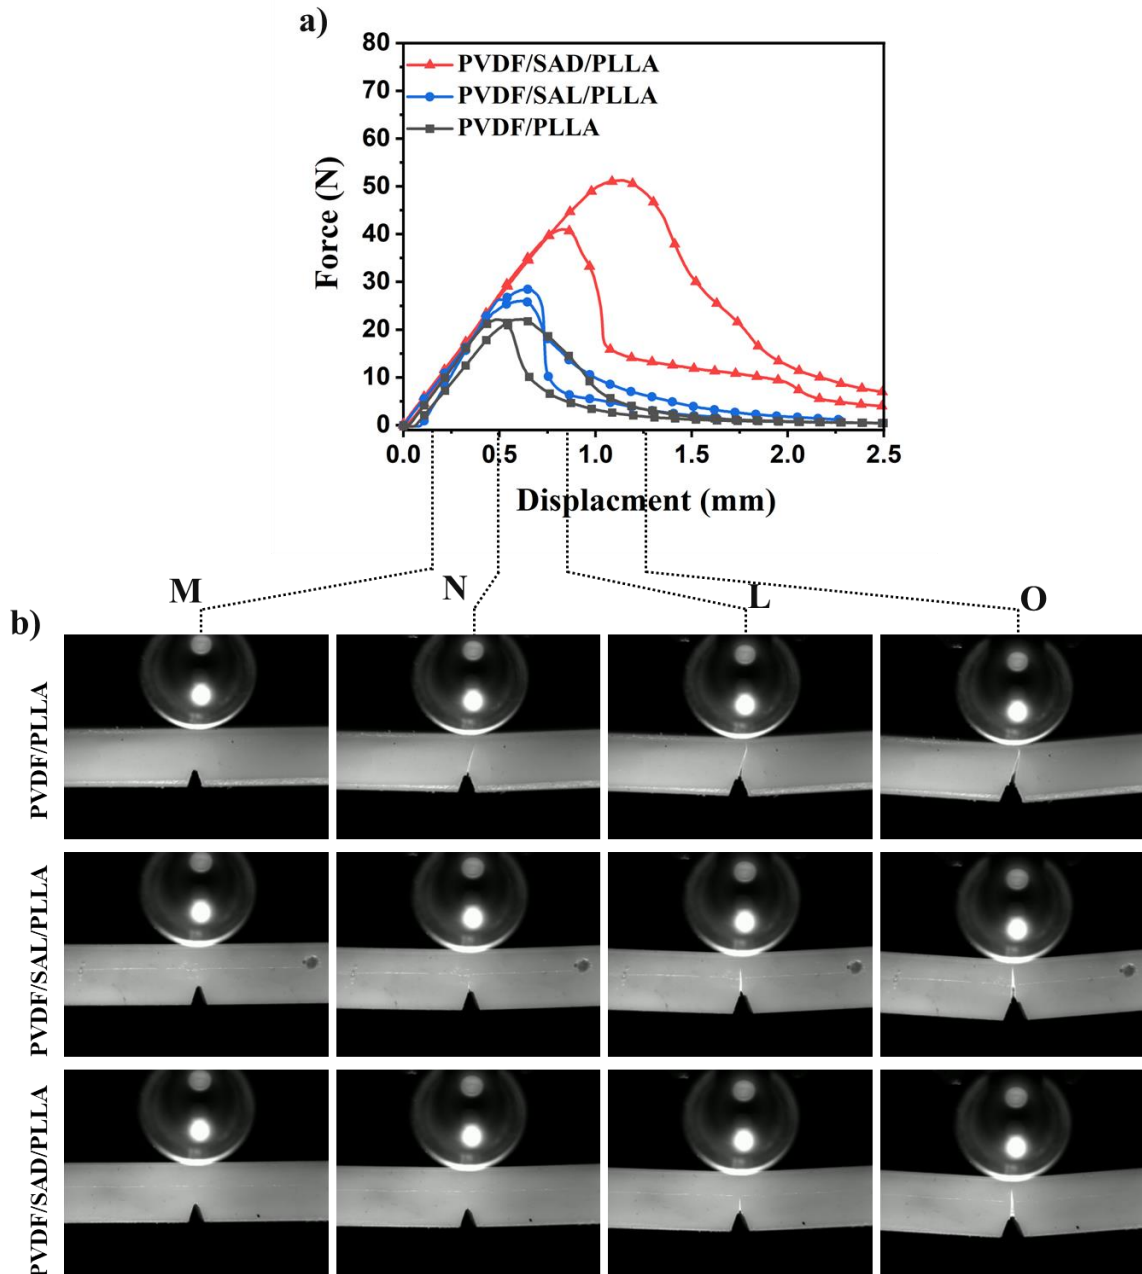 a)
80
70
60
50
40
30
20
10
0
Force (N)
PVDF/SAD/PLLA
PVDF/SAL/PLLA
PVDF/PLLA
0.0 0.5 1.0 1.5 2.0 2.5
Displacment (mm)
M N L O
b)
PVDF/PLLA
PVDF/SAL/PLLA
PVDF/SAD/PLLA